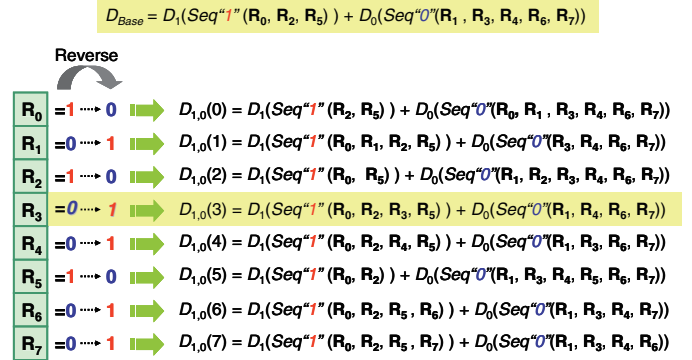 D_Base = D₁(Seq“1” (R₀, R₂, R₅) ) + D₀(Seq“0”(R₁ , R₃, R₄, R₆, R₇))
Reverse
R₀ =1 ····▸ 0 D₁,₀(0) = D₁(Seq“1” (R₂, R₅) ) + D₀(Seq“0”(R₀, R₁ , R₃, R₄, R₆, R₇))
R₁ =0 ····▸ 1 D₁,₀(1) = D₁(Seq“1” (R₀, R₁, R₂, R₅) ) + D₀(Seq“0”(R₃, R₄, R₆, R₇))
R₂ =1 ····▸ 0 D₁,₀(2) = D₁(Seq“1” (R₀, R₅) ) + D₀(Seq“0”(R₁, R₂, R₃, R₄, R₆, R₇))
R₃ =0 ····▸ 1 D₁,₀(3) = D₁(Seq“1” (R₀, R₂, R₃, R₅) ) + D₀(Seq“0”(R₁, R₄, R₆, R₇))
R₄ =0 ····▸ 1 D₁,₀(4) = D₁(Seq“1” (R₀, R₂, R₄, R₅) ) + D₀(Seq“0”(R₁, R₃, R₆, R₇))
R₅ =1 ····▸ 0 D₁,₀(5) = D₁(Seq“1” (R₀, R₂) ) + D₀(Seq“0”(R₁, R₃, R₄, R₅, R₆, R₇))
R₆ =0 ····▸ 1 D₁,₀(6) = D₁(Seq“1” (R₀, R₂, R₅ , R₆) ) + D₀(Seq“0”(R₁, R₃, R₄, R₇))
R₇ =0 ····▸ 1 D₁,₀(7) = D₁(Seq“1” (R₀, R₂, R₅, R₇) ) + D₀(Seq“0”(R₁, R₃, R₄, R₆))